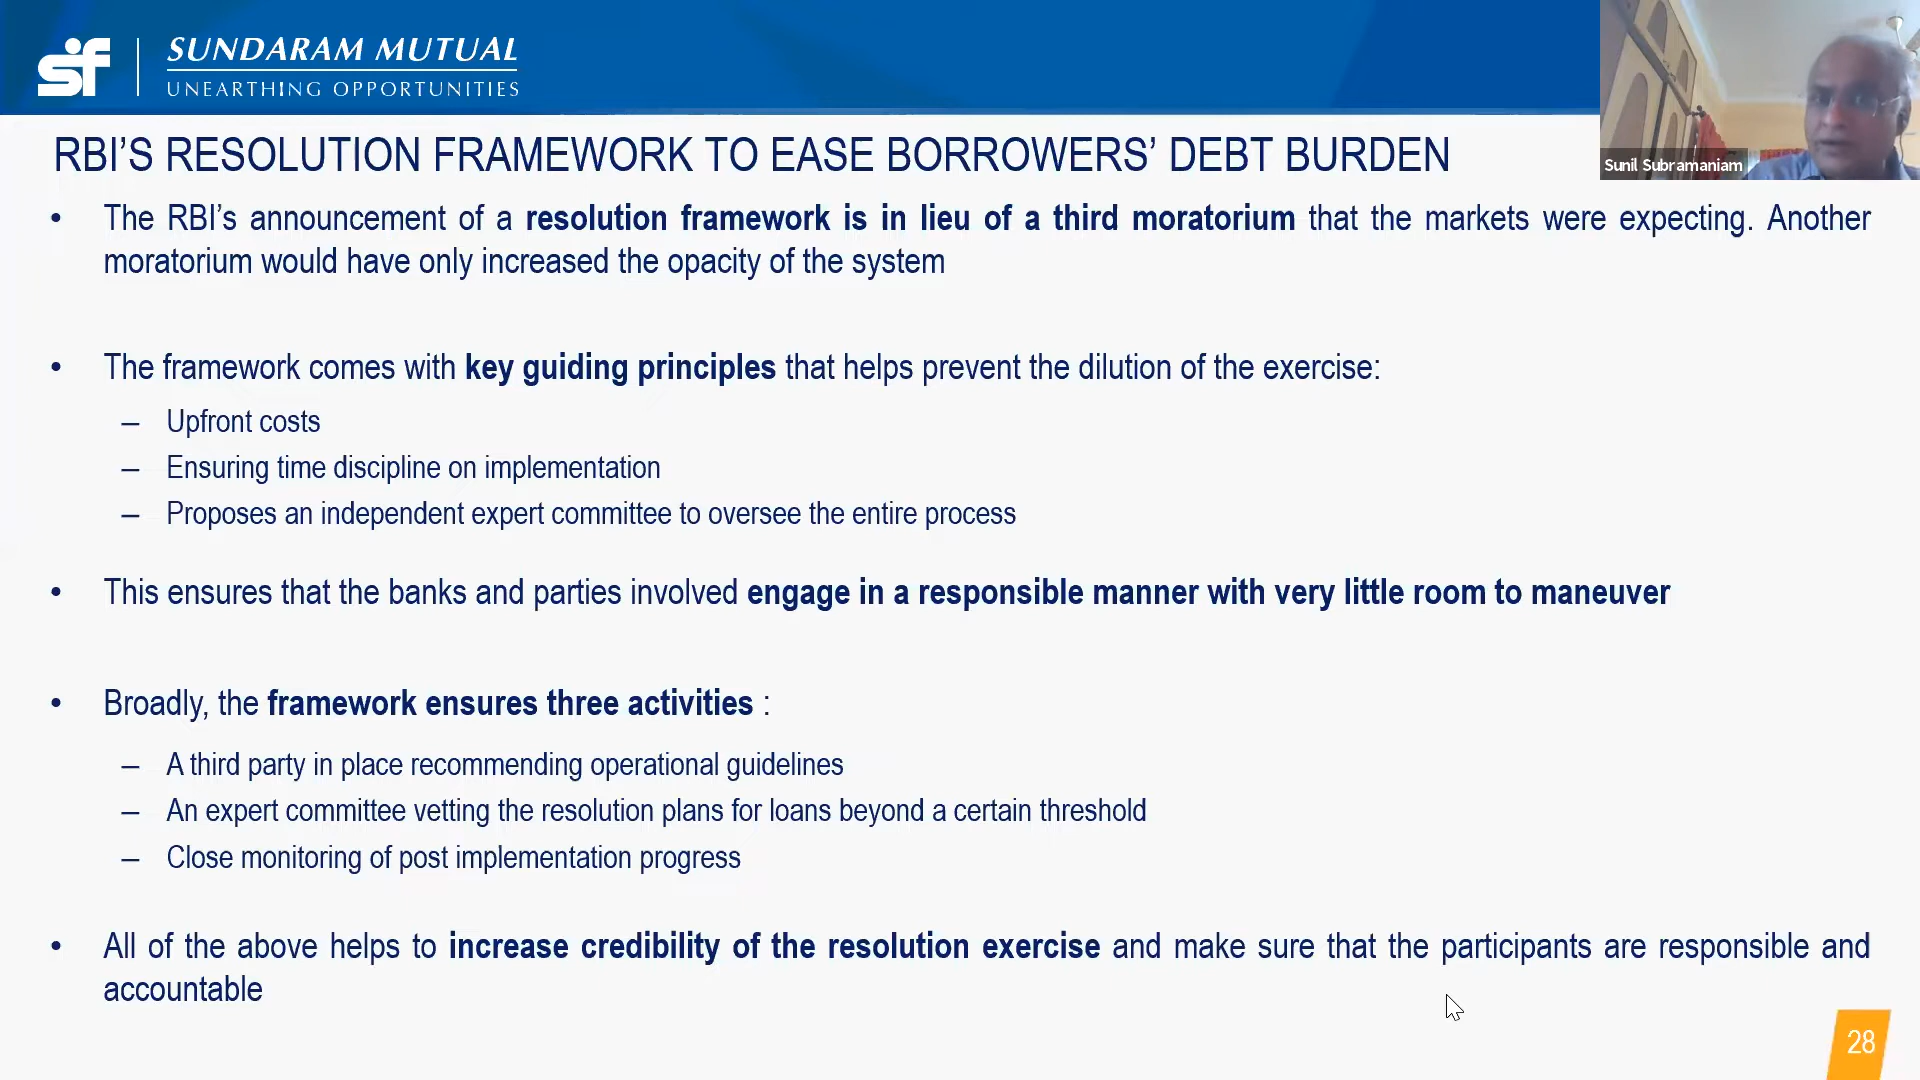 sf
SUNDARAM MUTUAL
UNEARTHING OPPORTUNITIES
Sunil Subramaniam
RBI’S RESOLUTION FRAMEWORK TO EASE BORROWERS’ DEBT BURDEN
• The RBI’s announcement of a resolution framework is in lieu of a third moratorium that the markets were expecting. Another
moratorium would have only increased the opacity of the system
• The framework comes with key guiding principles that helps prevent the dilution of the exercise:
– Upfront costs
– Ensuring time discipline on implementation
– Proposes an independent expert committee to oversee the entire process
• This ensures that the banks and parties involved engage in a responsible manner with very little room to maneuver
• Broadly, the framework ensures three activities :
– A third party in place recommending operational guidelines
– An expert committee vetting the resolution plans for loans beyond a certain threshold
– Close monitoring of post implementation progress
• All of the above helps to increase credibility of the resolution exercise and make sure that the participants are responsible and
accountable
28